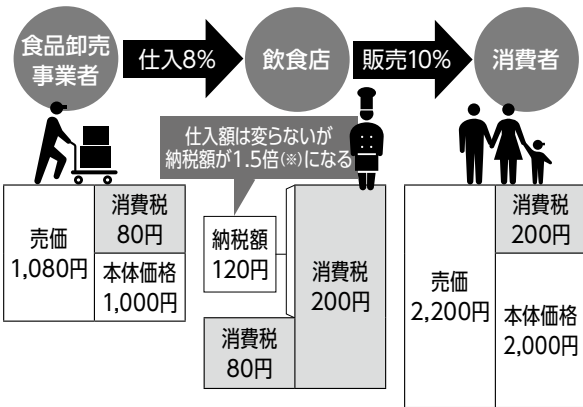 食品卸売
事業者
仕入8%
飲食店
販売10%
消費者
仕入額は変らないが
納税額が1.5倍(※)になる
売価
1,080円
消費税
80円
本体価格
1,000円
納税額
120円
消費税
80円
消費税
200円
売価
2,200円
消費税
200円
本体価格
2,000円